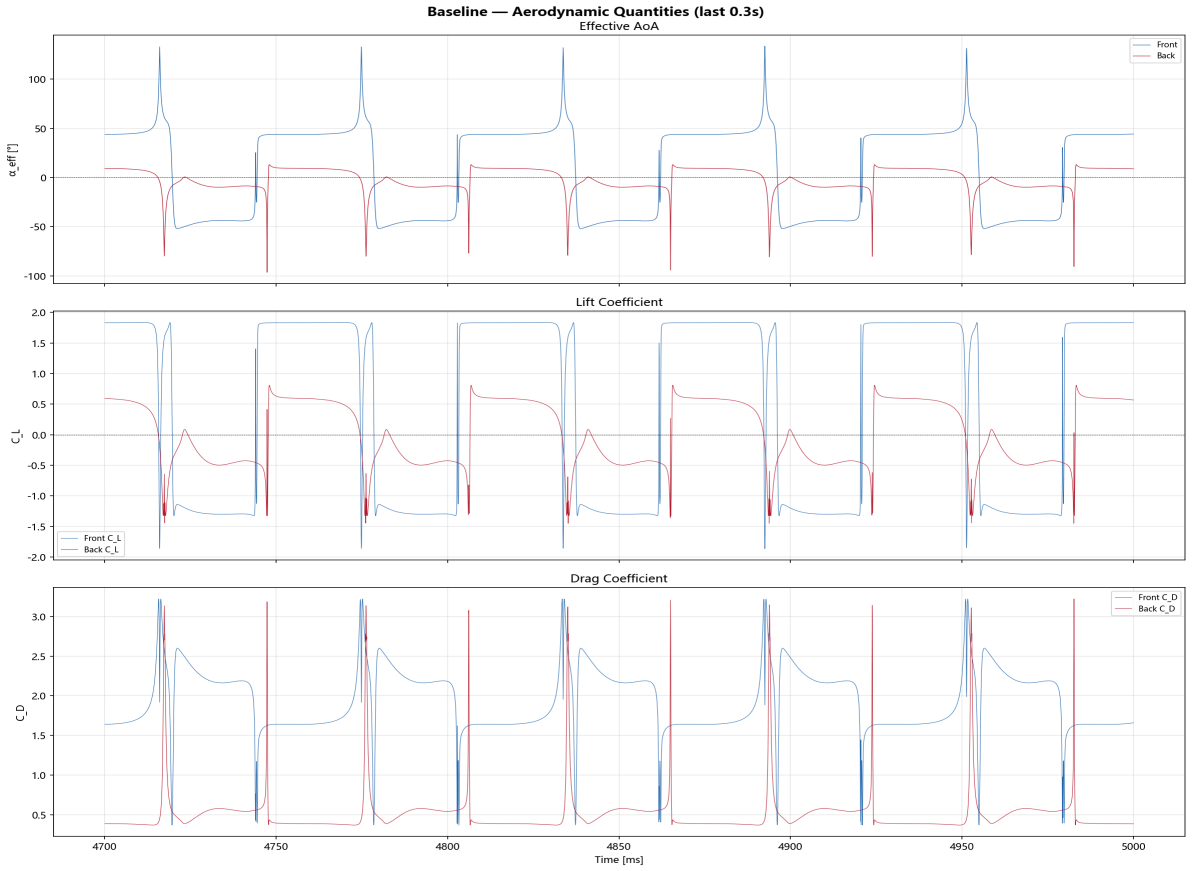 Baseline — Aerodynamic Quantities (last 0.3s)
Effective AoA
Front
Back
100
50
0
-50
-100
α_eff [°]
Lift Coefficient
2.0
1.5
1.0
0.5
0.0
-0.5
-1.0
-1.5
-2.0
C_L
Front C_L
Back C_L
Drag Coefficient
Front C_D
Back C_D
3.0
2.5
2.0
1.5
1.0
0.5
C_D
4700
4750
4800
4850
4900
4950
5000
Time [ms]